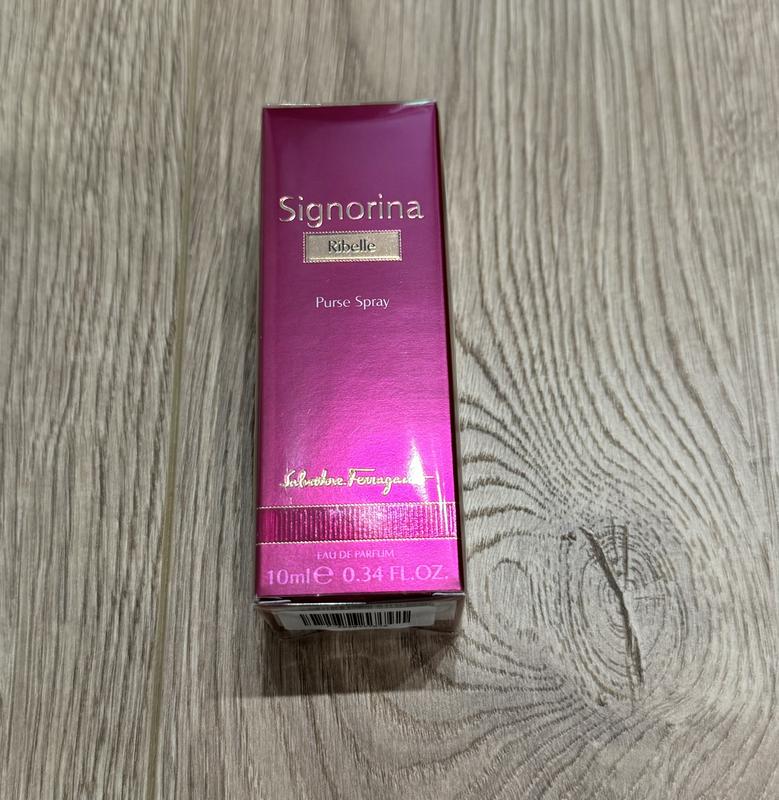 Signorina
Ribelle
Purse Spray
Salvatore Ferragamo
EAU DE PARFUM
10ml℮ 0.34 FL.OZ.